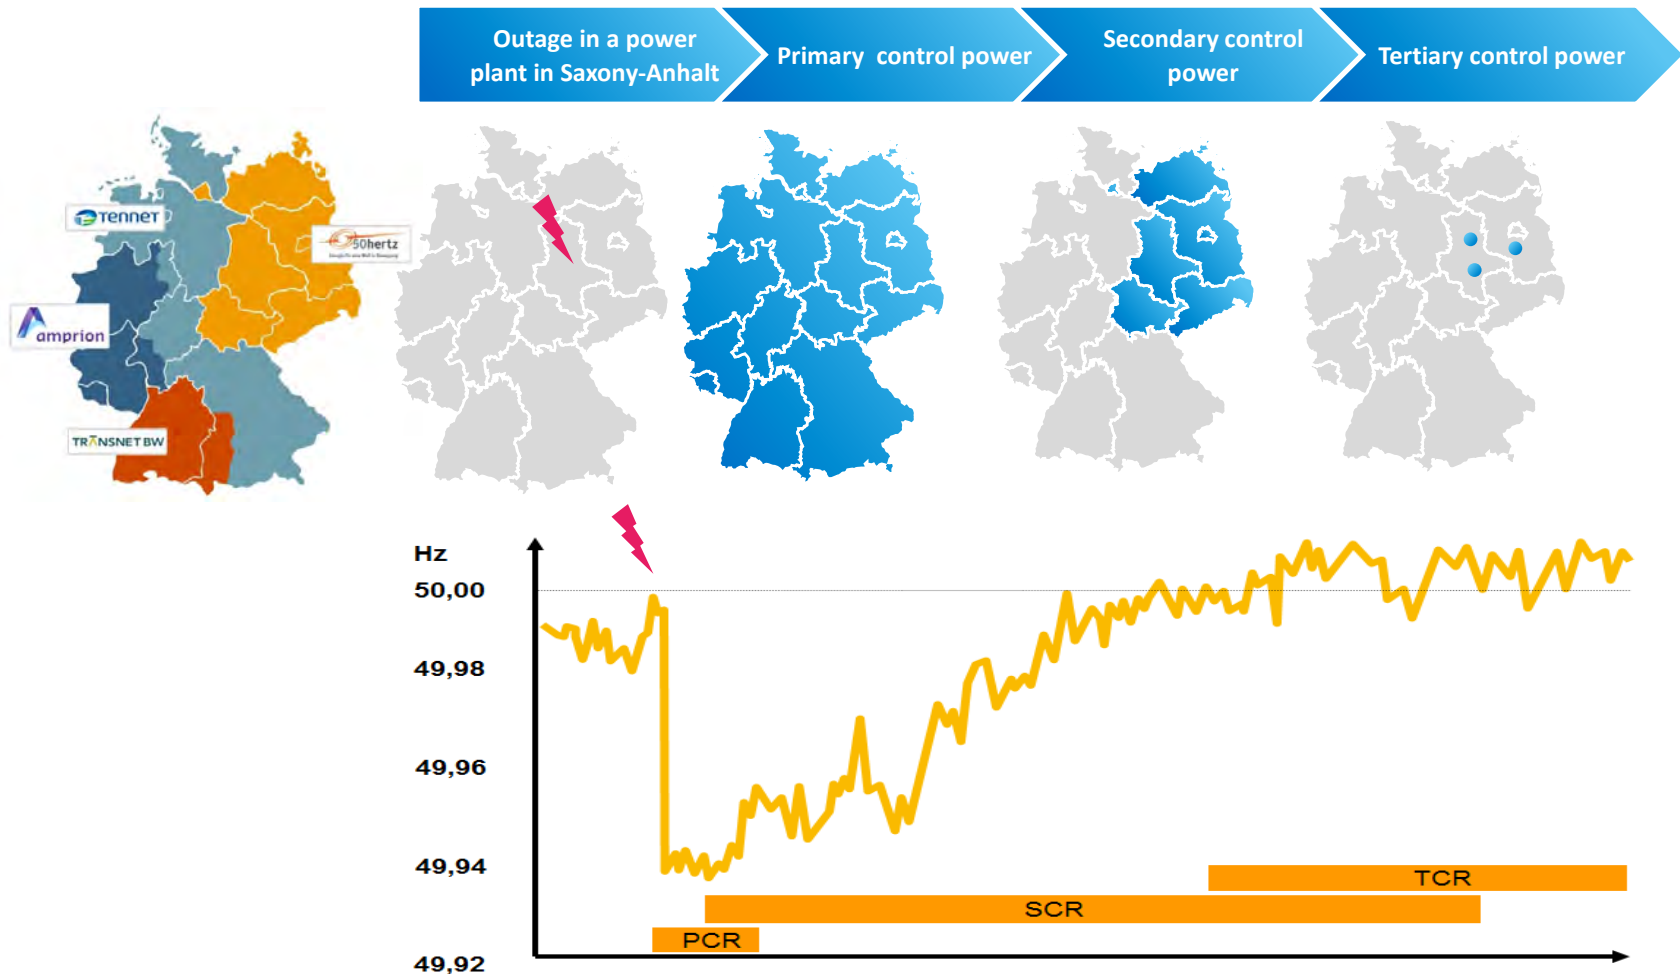 Outage in a power
plant in Saxony-Anhalt
Primary control power
Secondary control
power
Tertiary control power
TENNET
50hertz
amprion
TRANSNET BW
Hz
50,00
49,98
49,96
49,94
49,92
TCR
SCR
PCR